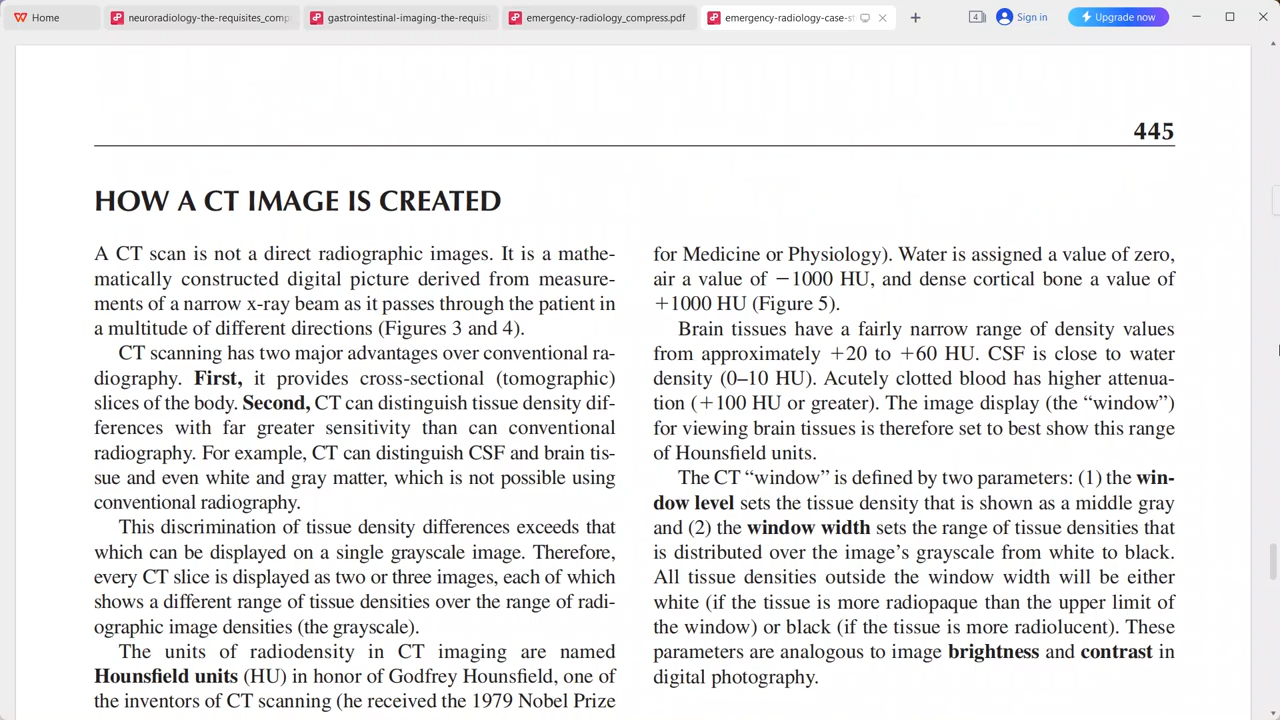 Home
neuroradiology-the-requisites_comp
gastrointestinal-imaging-the-requisi
emergency-radiology_compress.pdf
emergency-radiology-case-st
4
Sign in
Upgrade now
445
HOW A CT IMAGE IS CREATED
A CT scan is not a direct radiographic images. It is a mathe-
matically constructed digital picture derived from measure-
ments of a narrow x-ray beam as it passes through the patient in
a multitude of different directions (Figures 3 and 4).
CT scanning has two major advantages over conventional ra-
diography. First, it provides cross-sectional (tomographic)
slices of the body. Second, CT can distinguish tissue density dif-
ferences with far greater sensitivity than can conventional
radiography. For example, CT can distinguish CSF and brain tis-
sue and even white and gray matter, which is not possible using
conventional radiography.
This discrimination of tissue density differences exceeds that
which can be displayed on a single grayscale image. Therefore,
every CT slice is displayed as two or three images, each of which
shows a different range of tissue densities over the range of radi-
ographic image densities (the grayscale).
The units of radiodensity in CT imaging are named
Hounsfield units (HU) in honor of Godfrey Hounsfield, one of
the inventors of CT scanning (he received the 1979 Nobel Prize
for Medicine or Physiology). Water is assigned a value of zero,
air a value of −1000 HU, and dense cortical bone a value of
+1000 HU (Figure 5).
Brain tissues have a fairly narrow range of density values
from approximately +20 to +60 HU. CSF is close to water
density (0–10 HU). Acutely clotted blood has higher attenua-
tion (+100 HU or greater). The image display (the “window”)
for viewing brain tissues is therefore set to best show this range
of Hounsfield units.
The CT “window” is defined by two parameters: (1) the win-
dow level sets the tissue density that is shown as a middle gray
and (2) the window width sets the range of tissue densities that
is distributed over the image’s grayscale from white to black.
All tissue densities outside the window width will be either
white (if the tissue is more radiopaque than the upper limit of
the window) or black (if the tissue is more radiolucent). These
parameters are analogous to image brightness and contrast in
digital photography.